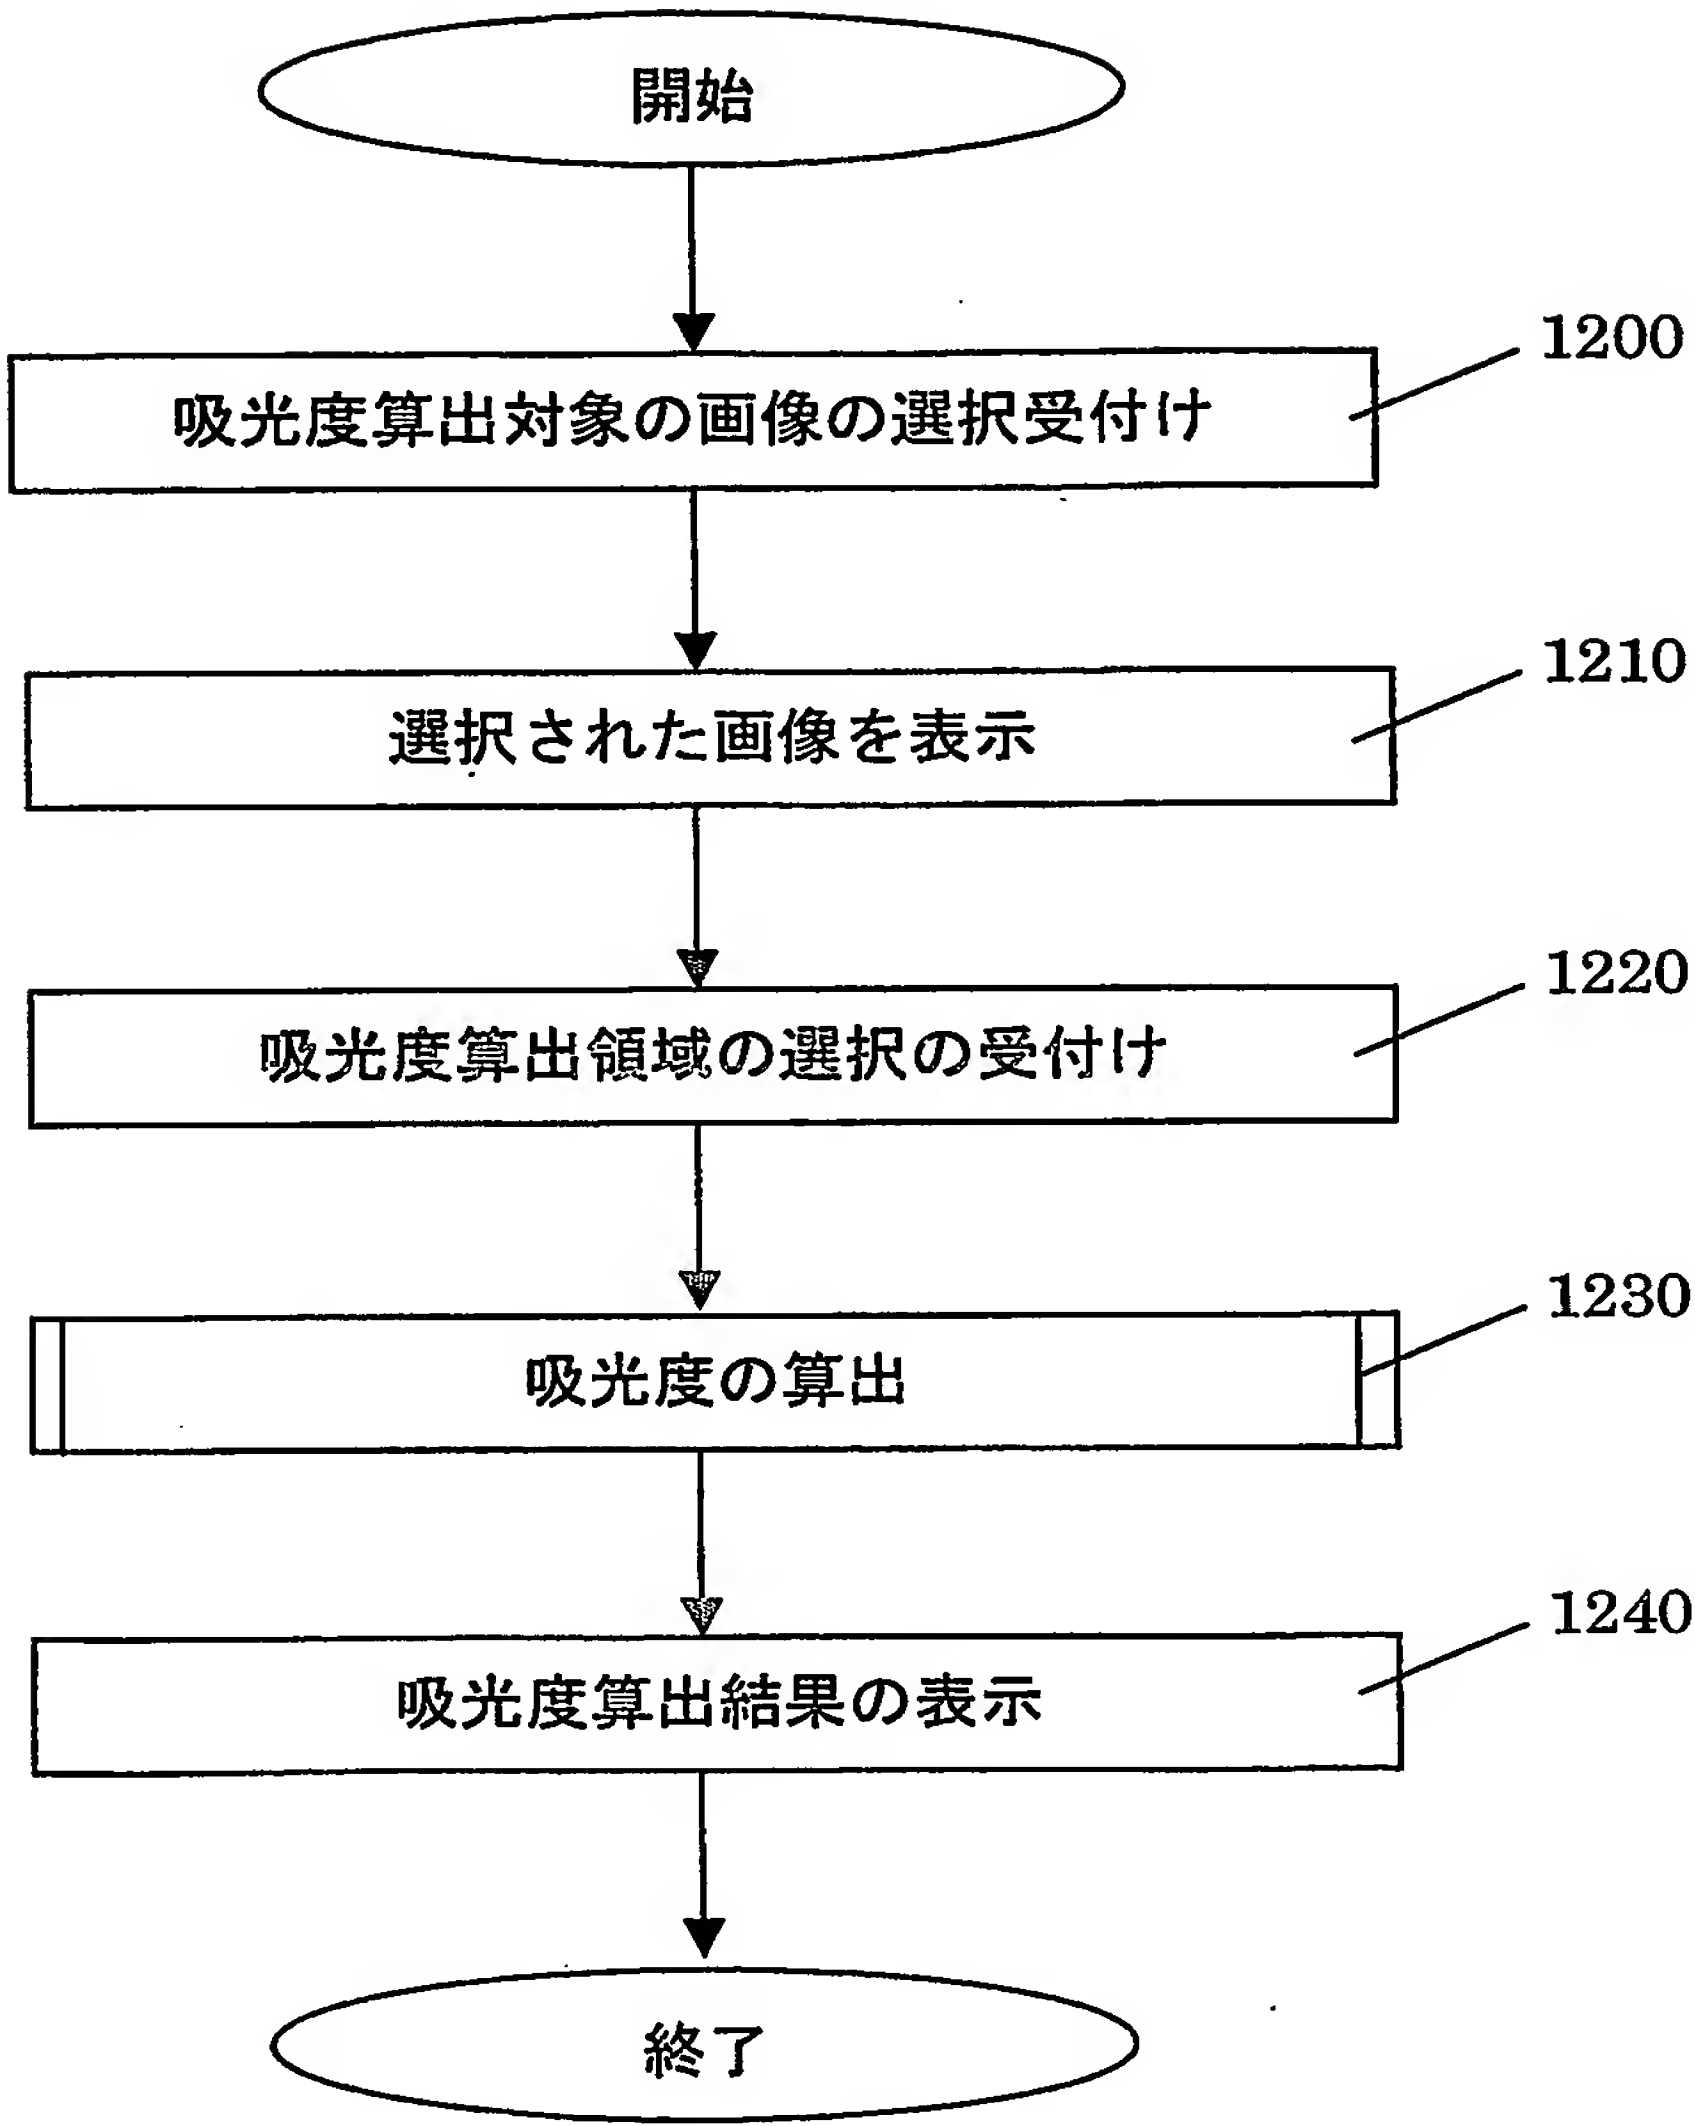 開始
1200
吸光度算出対象の画像の選択受付け
1210
選択された画像を表示
1220
吸光度算出領域の選択の受付け
1230
吸光度の算出
1240
吸光度算出結果の表示
終了